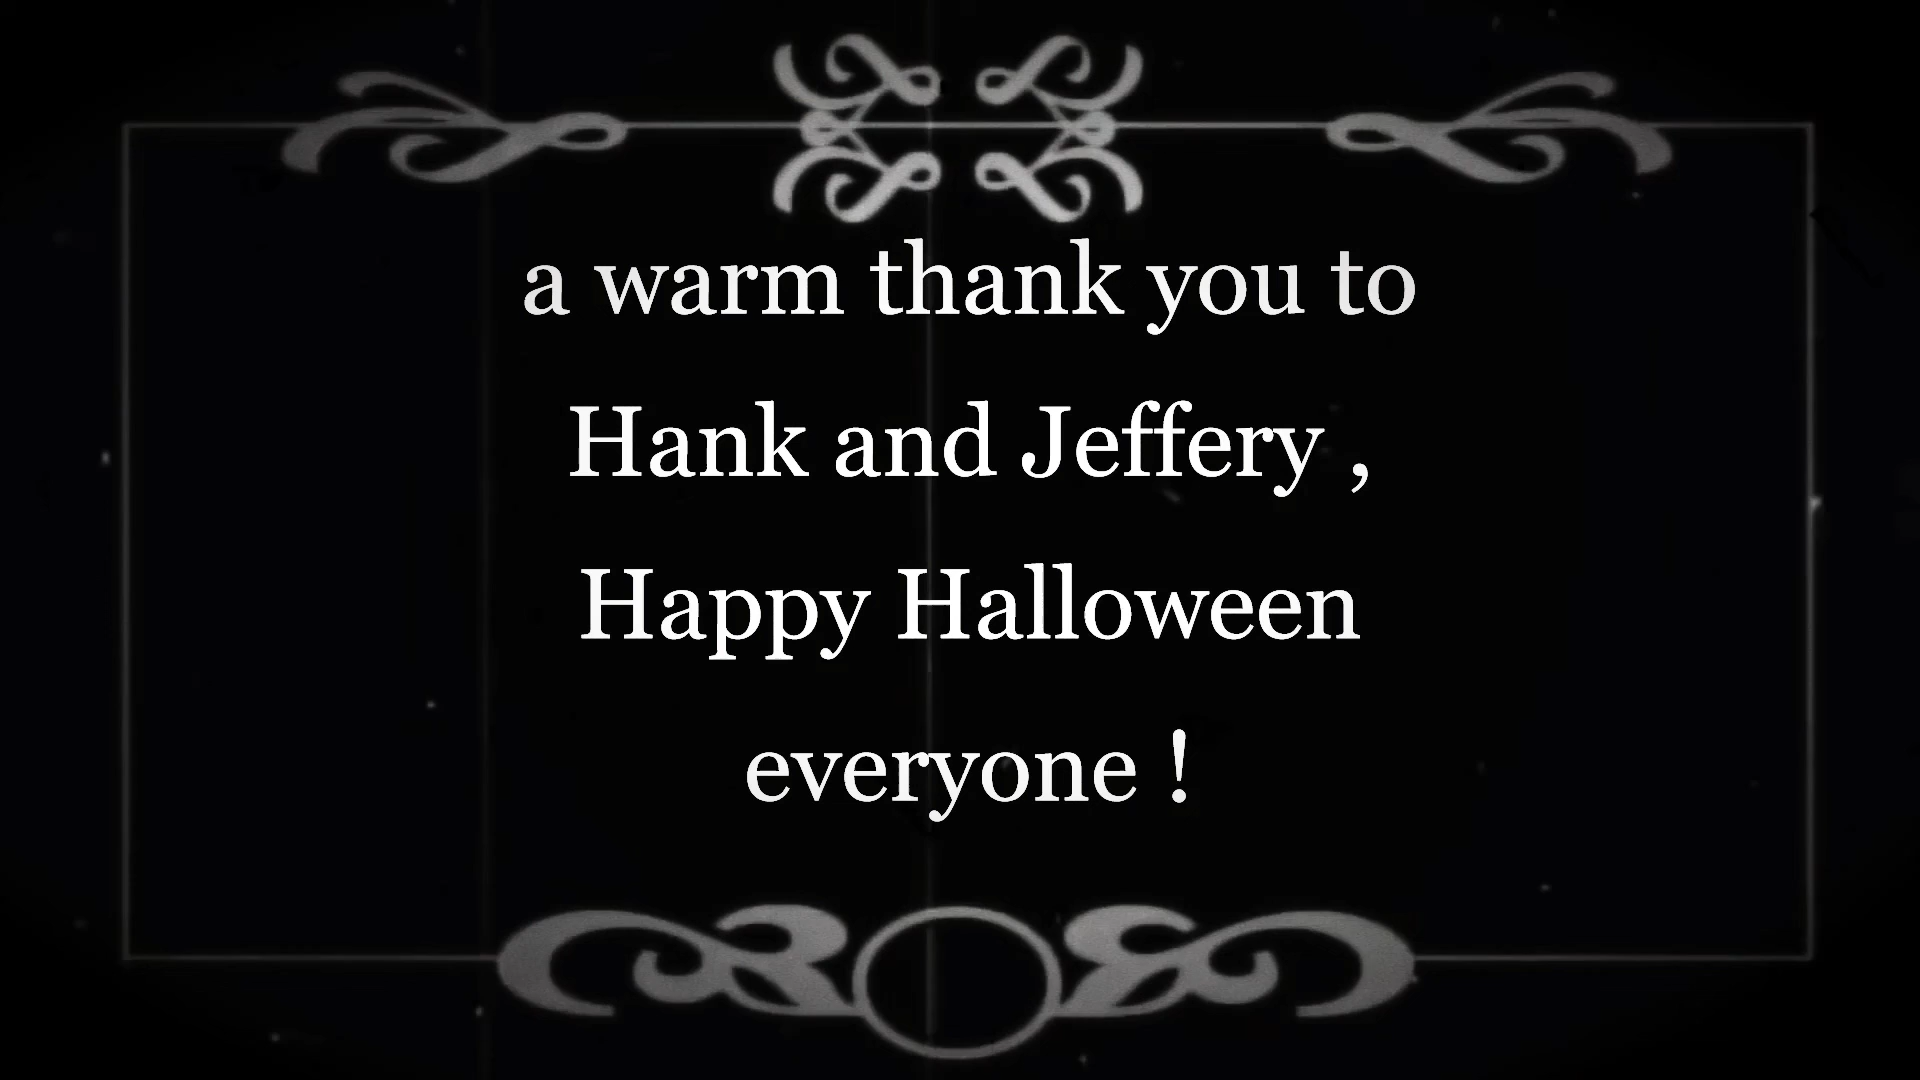 a warm thank you to
Hank and Jeffery ,
Happy Halloween
everyone !